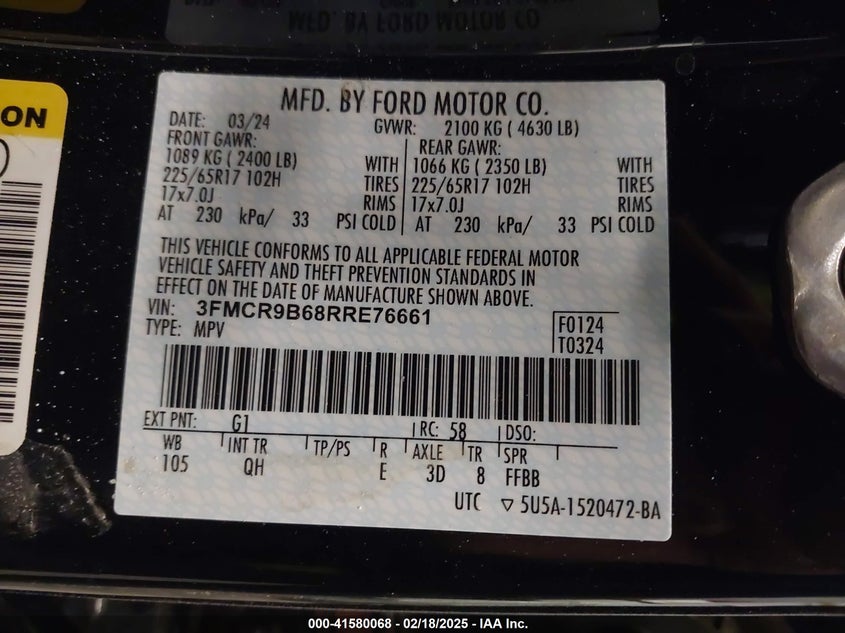 MFD. BY FORD MOTOR CO.
ON
MFD. BY FORD MOTOR CO.
DATE: 03/24 GVWR: 2100 KG ( 4630 LB)
FRONT GAWR: REAR GAWR:
1089 KG ( 2400 LB) WITH 1066 KG ( 2350 LB) WITH
225/65R17 102H TIRES 225/65R17 102H TIRES
17x7.0J RIMS 17x7.0J RIMS
AT 230 kPa/ 33 PSI COLD AT 230 kPa/ 33 PSI COLD
THIS VEHICLE CONFORMS TO ALL APPLICABLE FEDERAL MOTOR
VEHICLE SAFETY AND THEFT PREVENTION STANDARDS IN
EFFECT ON THE DATE OF MANUFACTURE SHOWN ABOVE.
VIN: 3FMCR9B68RRE76661 F0124
TYPE: MPV T0324
EXT PNT: G1 RC: 58 DSO:
WB INT TR TP/PS R AXLE TR SPR
105 QH E 3D 8 FFBB
UTC ▽ 5U5A-1520472-BA
000-41580068 - 02/18/2025 - IAA Inc.